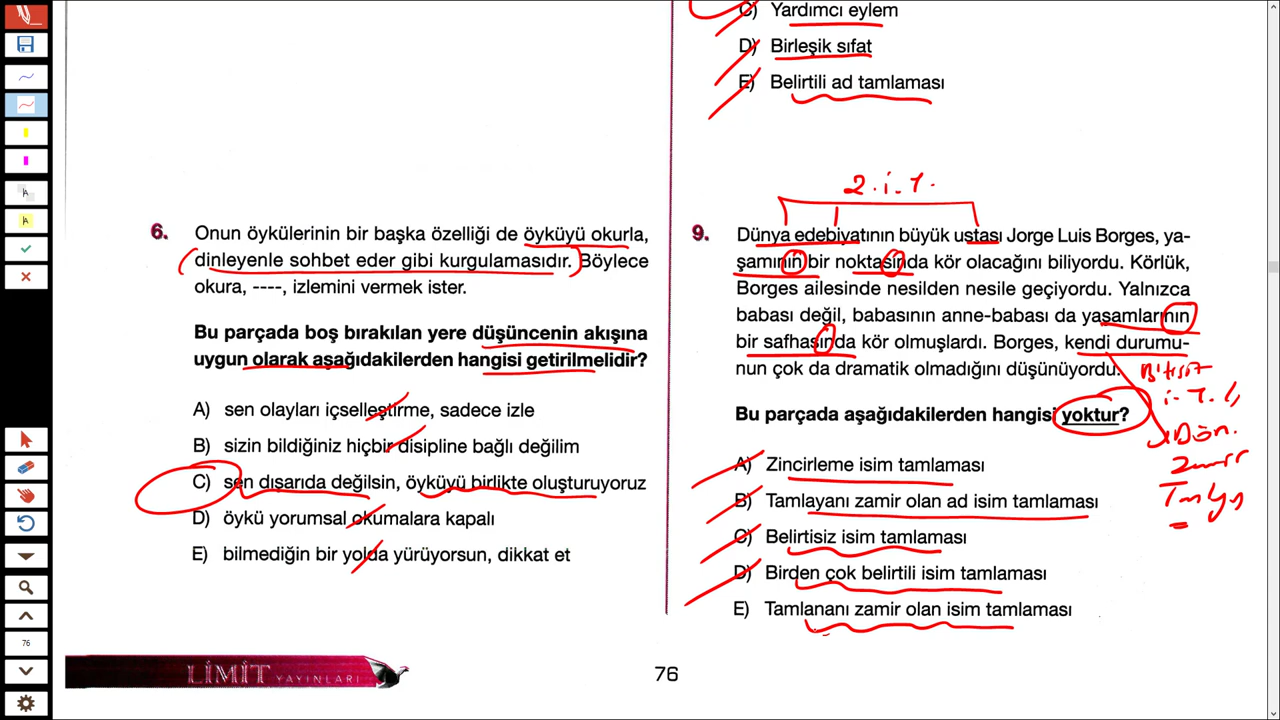 C) Yardımcı eylem
D) Birleşik sıfat
E) Belirtili ad tamlaması
6. Onun öykülerinin bir başka özelliği de öyküyü okurla,
dinleyenle sohbet eder gibi kurgulamasıdır. Böylece
okura, ----, izlemini vermek ister.
Bu parçada boş bırakılan yere düşüncenin akışına
uygun olarak aşağıdakilerden hangisi getirilmelidir?
A) sen olayları içselleştirme, sadece izle
B) sizin bildiğiniz hiçbir disipline bağlı değilim
C) sen dışarıda değilsin, öyküyü birlikte oluşturuyoruz
D) öykü yorumsal okumalara kapalı
E) bilmediğin bir yolda yürüyorsun, dikkat et
2. i. T.
9. Dünya edebiyatının büyük ustası Jorge Luis Borges, ya-
şamının bir noktasında kör olacağını biliyordu. Körlük,
Borges ailesinde nesilden nesile geçiyordu. Yalnızca
babası değil, babasının anne-babası da yaşamlarının
bir safhasında kör olmuşlardı. Borges, kendi durumu-
nun çok da dramatik olmadığını düşünüyordu.
i. T.
Dön.
Zamir
Bu parçada aşağıdakilerden hangisi yoktur?
A) Zincirleme isim tamlaması
B) Tamlayanı zamir olan ad isim tamlaması
C) Belirtisiz isim tamlaması
D) Birden çok belirtili isim tamlaması
E) Tamlananı zamir olan isim tamlaması
LİMİT YAYINLARI
76
76